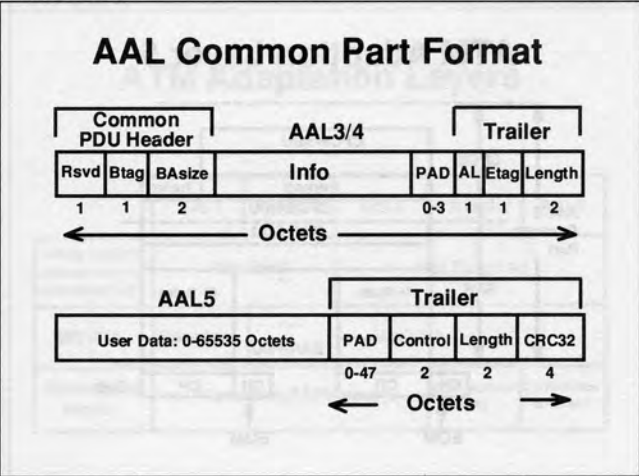 AAL Common Part Format
Common
PDU Header
AAL3/4
Trailer
Rsvd Btag BAsize Info PAD AL Etag Length
1 1 2 0-3 1 1 2
Octets
AAL5
Trailer
User Data: 0-65535 Octets PAD Control Length CRC32
0-47 2 2 4
Octets